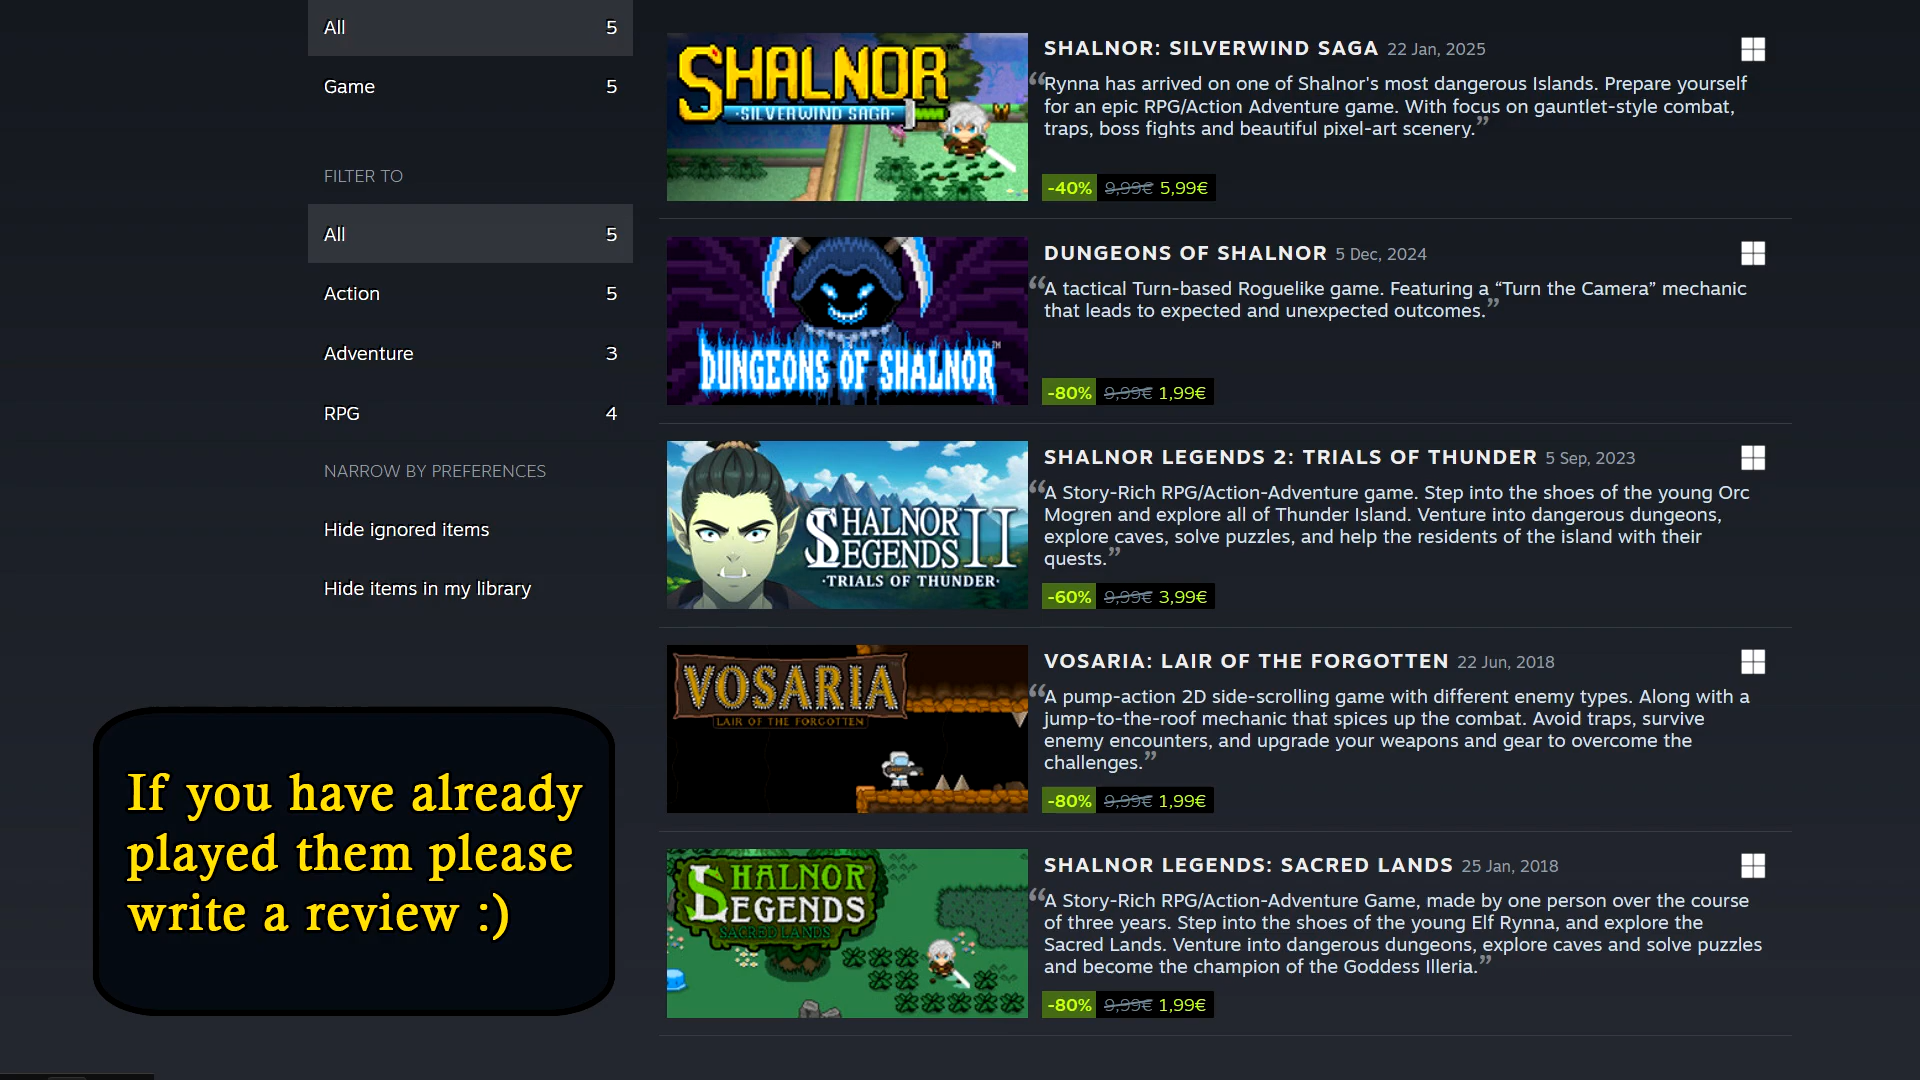 All 5
Game 5
FILTER TO
All 5
Action 5
Adventure 3
RPG 4
NARROW BY PREFERENCES
Hide ignored items
Hide items in my library
If you have already
played them please
write a review :)
SHALNOR
·SILVERWIND SAGA·
SHALNOR: SILVERWIND SAGA 22 Jan, 2025
“Rynna has arrived on one of Shalnor's most dangerous Islands. Prepare yourself
for an epic RPG/Action Adventure game. With focus on gauntlet-style combat,
traps, boss fights and beautiful pixel-art scenery.”
-40% 9,99€ 5,99€
DUNGEONS OF SHALNOR™
DUNGEONS OF SHALNOR 5 Dec, 2024
“A tactical Turn-based Roguelike game. Featuring a “Turn the Camera” mechanic
that leads to expected and unexpected outcomes.”
-80% 9,99€ 1,99€
SHALNOR
LEGENDS II
·TRIALS OF THUNDER·
SHALNOR LEGENDS 2: TRIALS OF THUNDER 5 Sep, 2023
“A Story-Rich RPG/Action-Adventure game. Step into the shoes of the young Orc
Mogren and explore all of Thunder Island. Venture into dangerous dungeons,
explore caves, solve puzzles, and help the residents of the island with their
quests.”
-60% 9,99€ 3,99€
VOSARIA
LAIR OF THE FORGOTTEN
VOSARIA: LAIR OF THE FORGOTTEN 22 Jun, 2018
“A pump-action 2D side-scrolling game with different enemy types. Along with a
jump-to-the-roof mechanic that spices up the combat. Avoid traps, survive
enemy encounters, and upgrade your weapons and gear to overcome the
challenges.”
-80% 9,99€ 1,99€
SHALNOR
LEGENDS
SACRED LANDS
SHALNOR LEGENDS: SACRED LANDS 25 Jan, 2018
“A Story-Rich RPG/Action-Adventure Game, made by one person over the course
of three years. Step into the shoes of the young Elf Rynna, and explore the
Sacred Lands. Venture into dangerous dungeons, explore caves and solve puzzles
and become the champion of the Goddess Illeria.”
-80% 9,99€ 1,99€